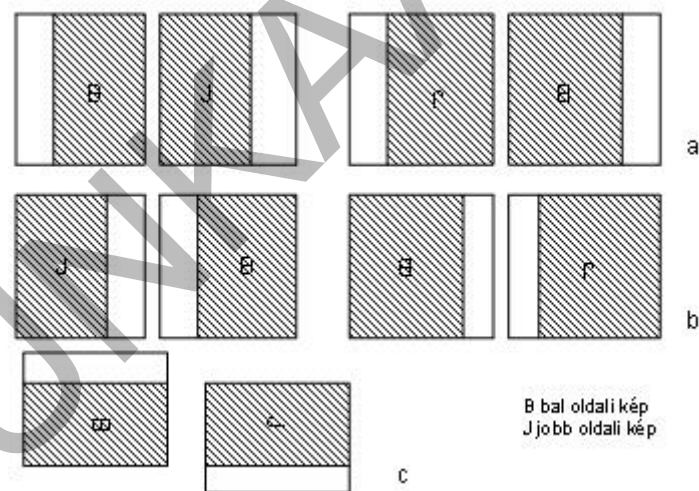 B J J B
a
J B B J
b
B J
B bal oldali kép
J jobb oldali kép
c